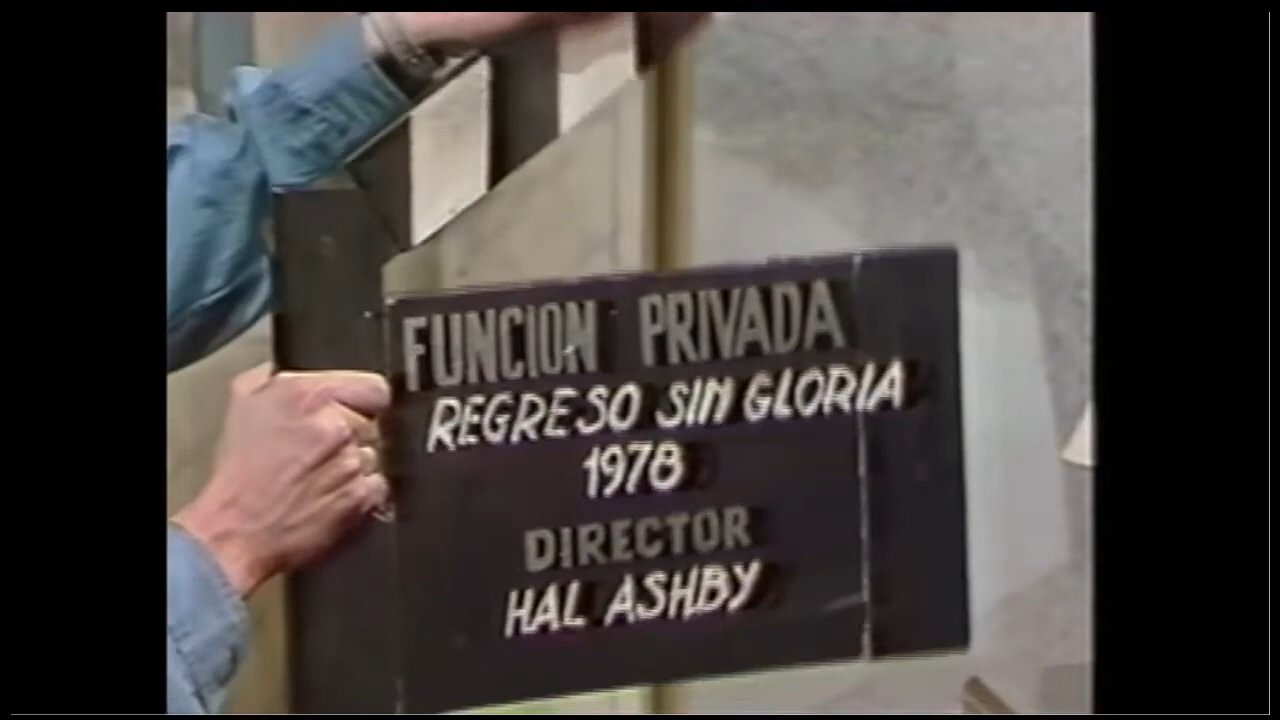 FUNCION PRIVADA
REGRESO SIN GLORIA
1978
DIRECTOR
HAL ASHBY